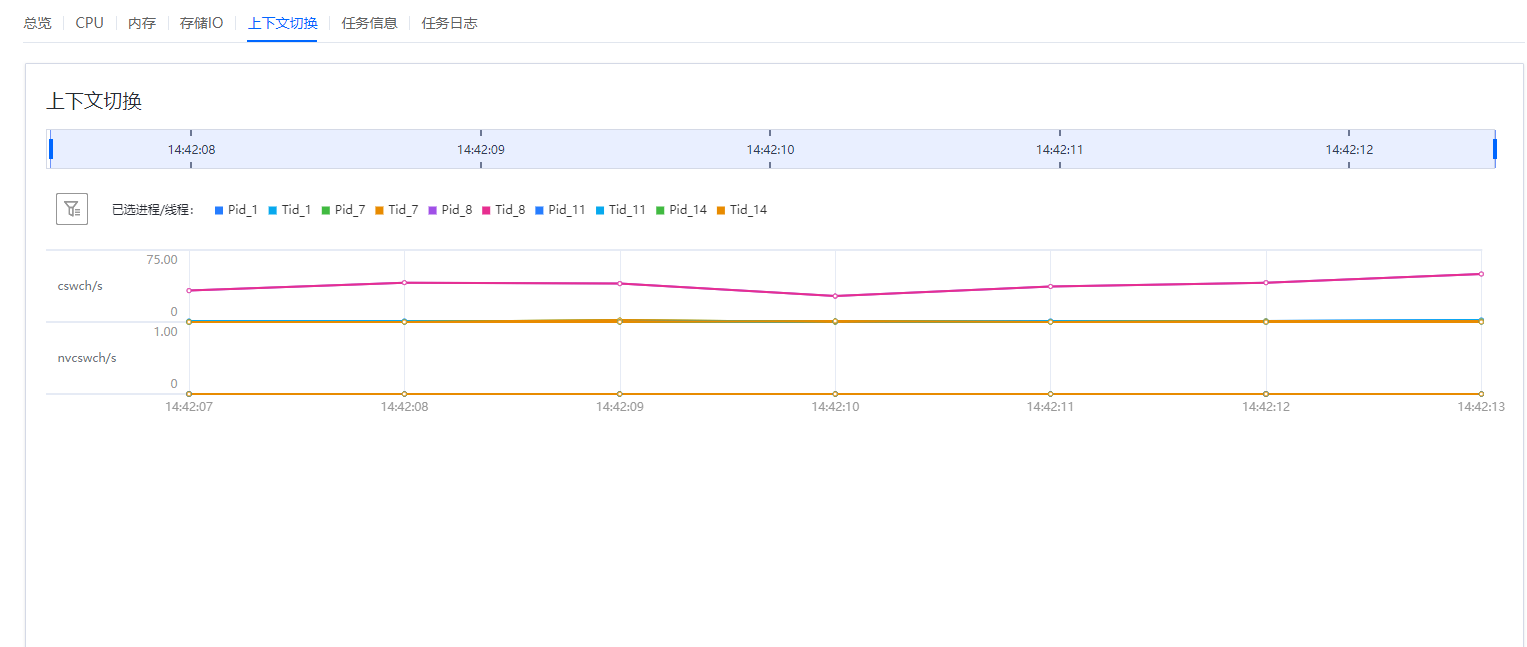 总览 CPU 内存 存储IO 上下文切换 任务信息 任务日志
上下文切换
14:42:08 14:42:09 14:42:10 14:42:11 14:42:12
已选进程/线程: Pid_1 Tid_1 Pid_7 Tid_7 Pid_8 Tid_8 Pid_11 Tid_11 Pid_14 Tid_14
75.00
cswch/s
0
1.00
nvcswch/s
0
14:42:07 14:42:08 14:42:09 14:42:10 14:42:11 14:42:12 14:42:13